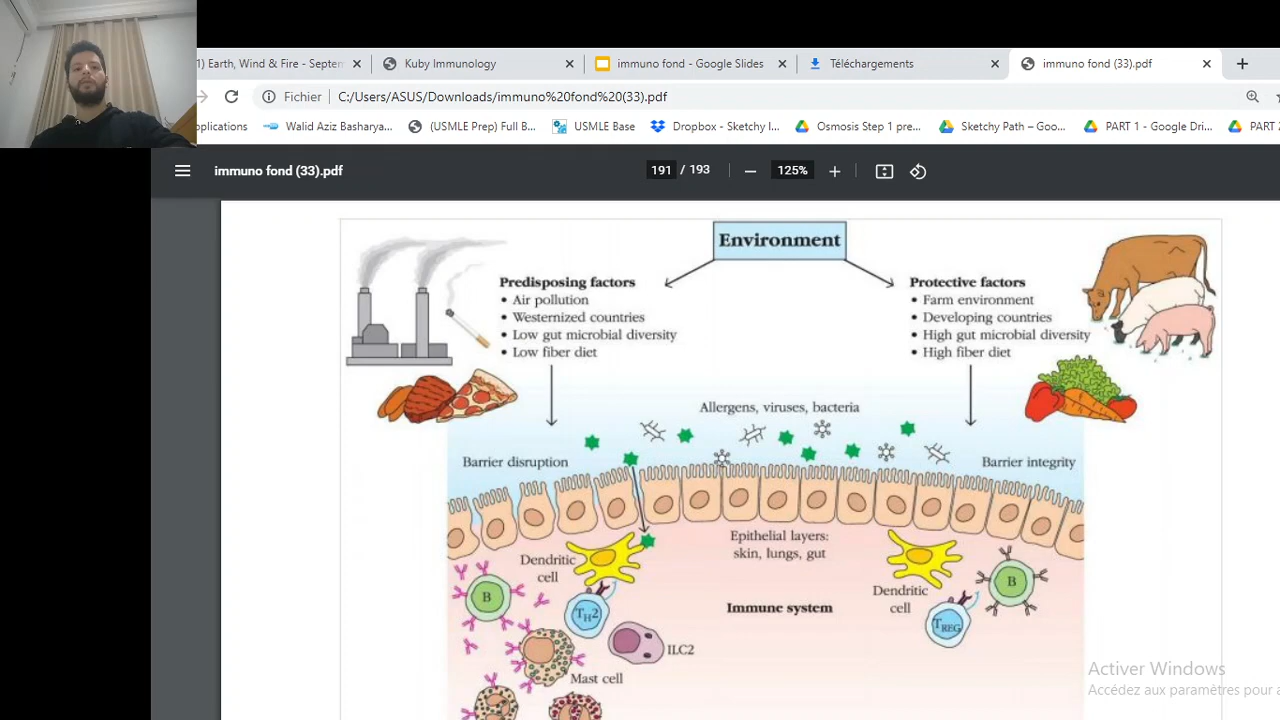 1) Earth, Wind & Fire - Septem
Kuby Immunology
immuno fond - Google Slides
Téléchargements
immuno fond (33).pdf
Fichier
C:/Users/ASUS/Downloads/immuno%20fond%20(33).pdf
pplications
Walid Aziz Basharya...
(USMLE Prep) Full B...
USMLE Base
Dropbox - Sketchy I...
Osmosis Step 1 pre...
Sketchy Path – Goo...
PART 1 - Google Dri...
PART 2
immuno fond (33).pdf
191 / 193
125%
Environment
Predisposing factors
• Air pollution
• Westernized countries
• Low gut microbial diversity
• Low fiber diet
Protective factors
• Farm environment
• Developing countries
• High gut microbial diversity
• High fiber diet
Allergens, viruses, bacteria
Barrier disruption
Barrier integrity
Epithelial layers:
skin, lungs, gut
Dendritic
cell
B
TH2
ILC2
Mast cell
Immune system
Dendritic
cell
B
TREG
Activer Windows
Accédez aux paramètres pour a